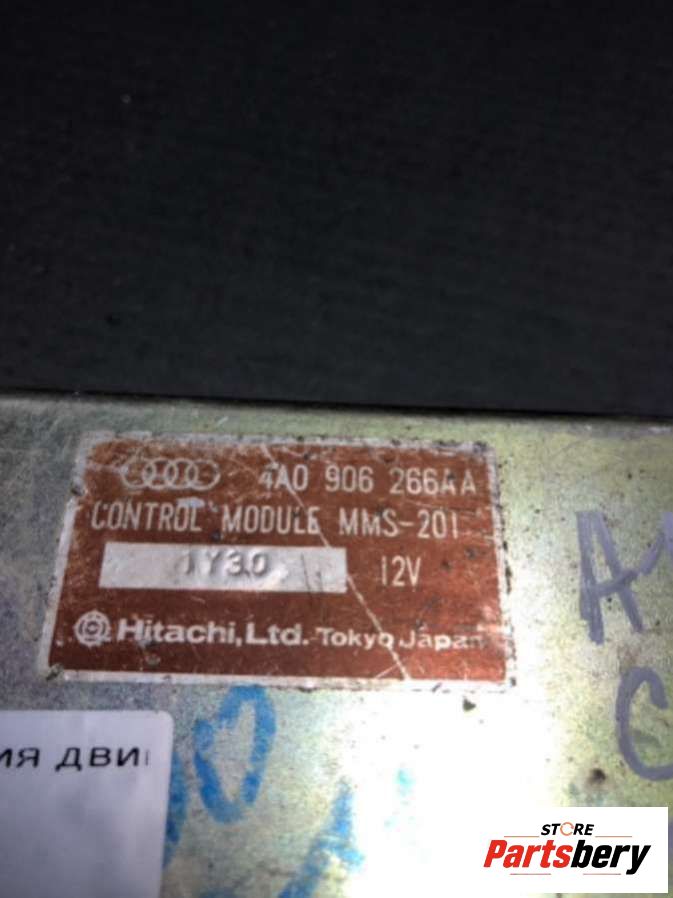 4A0 906 266AA
CONTROL MODULE MMS-201
1Y3.0 12V
Hitachi, Ltd. Tokyo Japan
ИЯ ДВИ
STORE
Partsbery